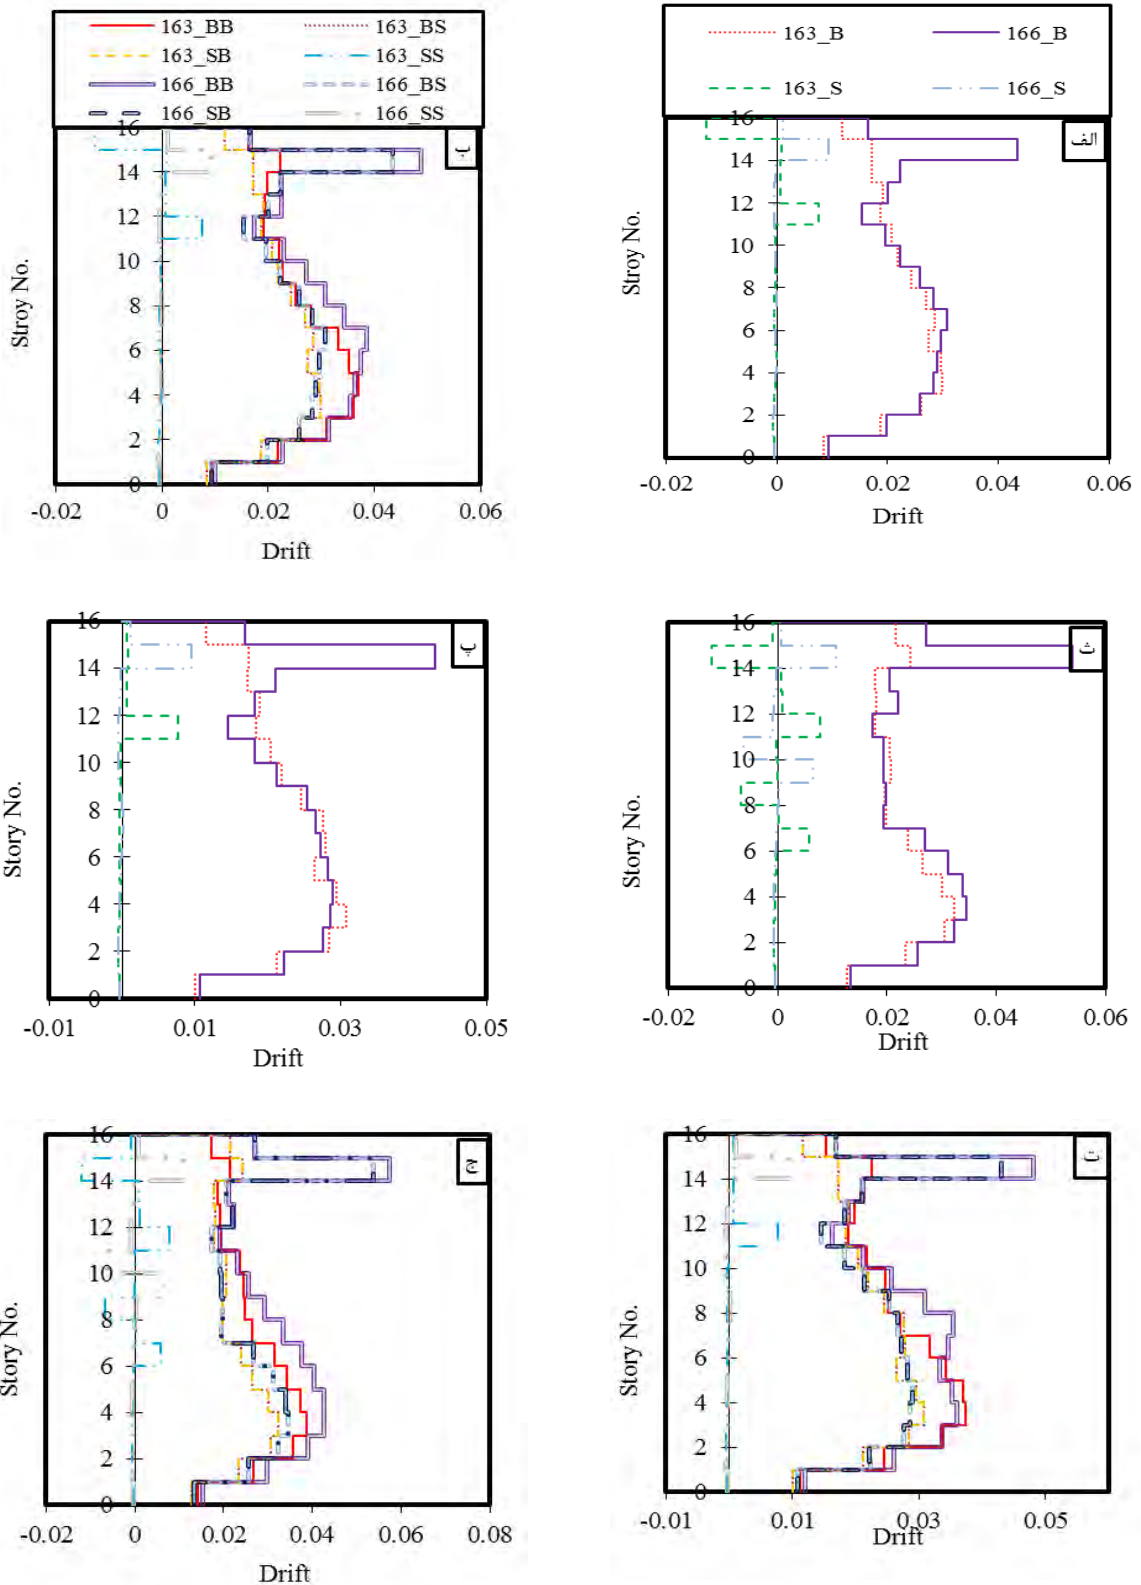 163_BB 163_BS
163_SB 163_SS
166_BB 166_BS
166_SB 166_SS
163_B 166_B
163_S 166_S
ب
16
14
12
10
8
6
4
2
0
-0.02 0 0.02 0.04 0.06
Stroy No.
Drift
الف
16
14
12
10
8
6
4
2
0
-0.02 0 0.02 0.04 0.06
Stroy No.
Drift
پ
16
14
12
10
8
6
4
2
0
-0.01 0.01 0.03 0.05
Story No.
Drift
ث
16
14
12
10
8
6
4
2
0
-0.02 0 0.02 0.04 0.06
Story No.
Drift
ج
16
14
12
10
8
6
4
2
0
-0.02 0 0.02 0.04 0.06 0.08
Story No.
Drift
ت
16
14
12
10
8
6
4
2
0
-0.01 0.01 0.03 0.05
Story No.
Drift